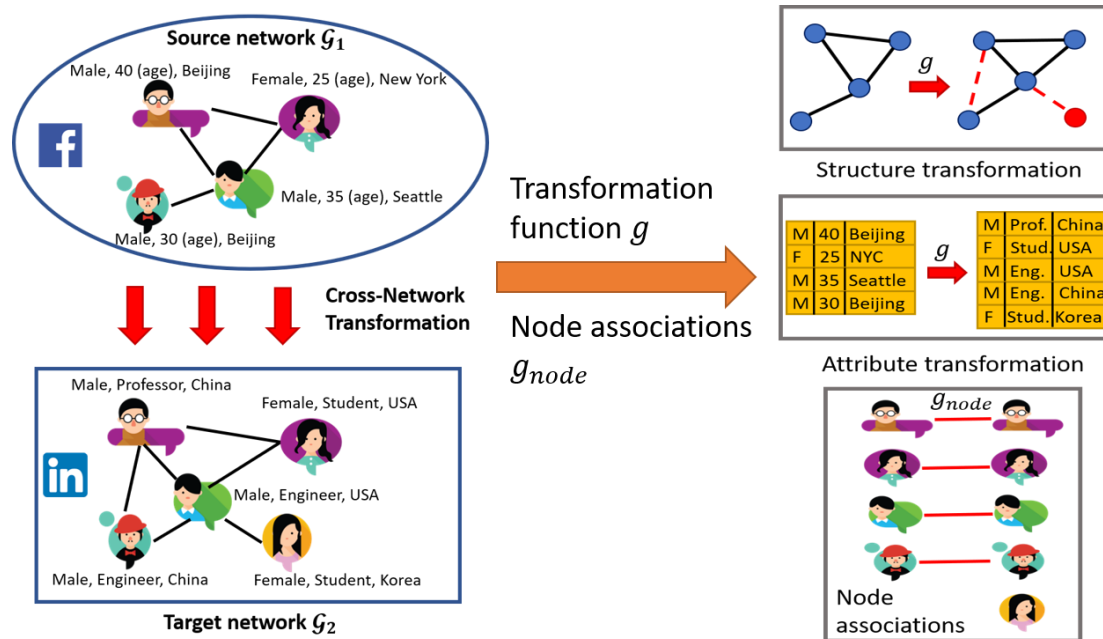 Source network 𝒢₁
Male, 40 (age), Beijing
Female, 25 (age), New York
f
Male, 35 (age), Seattle
Male, 30 (age), Beijing
Cross-Network
Transformation
Male, Professor, China
Female, Student, USA
in
Male, Engineer, USA
Male, Engineer, China
Female, Student, Korea
Target network 𝒢₂
Transformation
function g
Node associations
g_node
g
Structure transformation
M 40 Beijing
F 25 NYC
M 35 Seattle
M 30 Beijing
g
M Prof. China
F Stud. USA
M Eng. USA
M Eng. China
F Stud. Korea
Attribute transformation
g_node
Node
associations